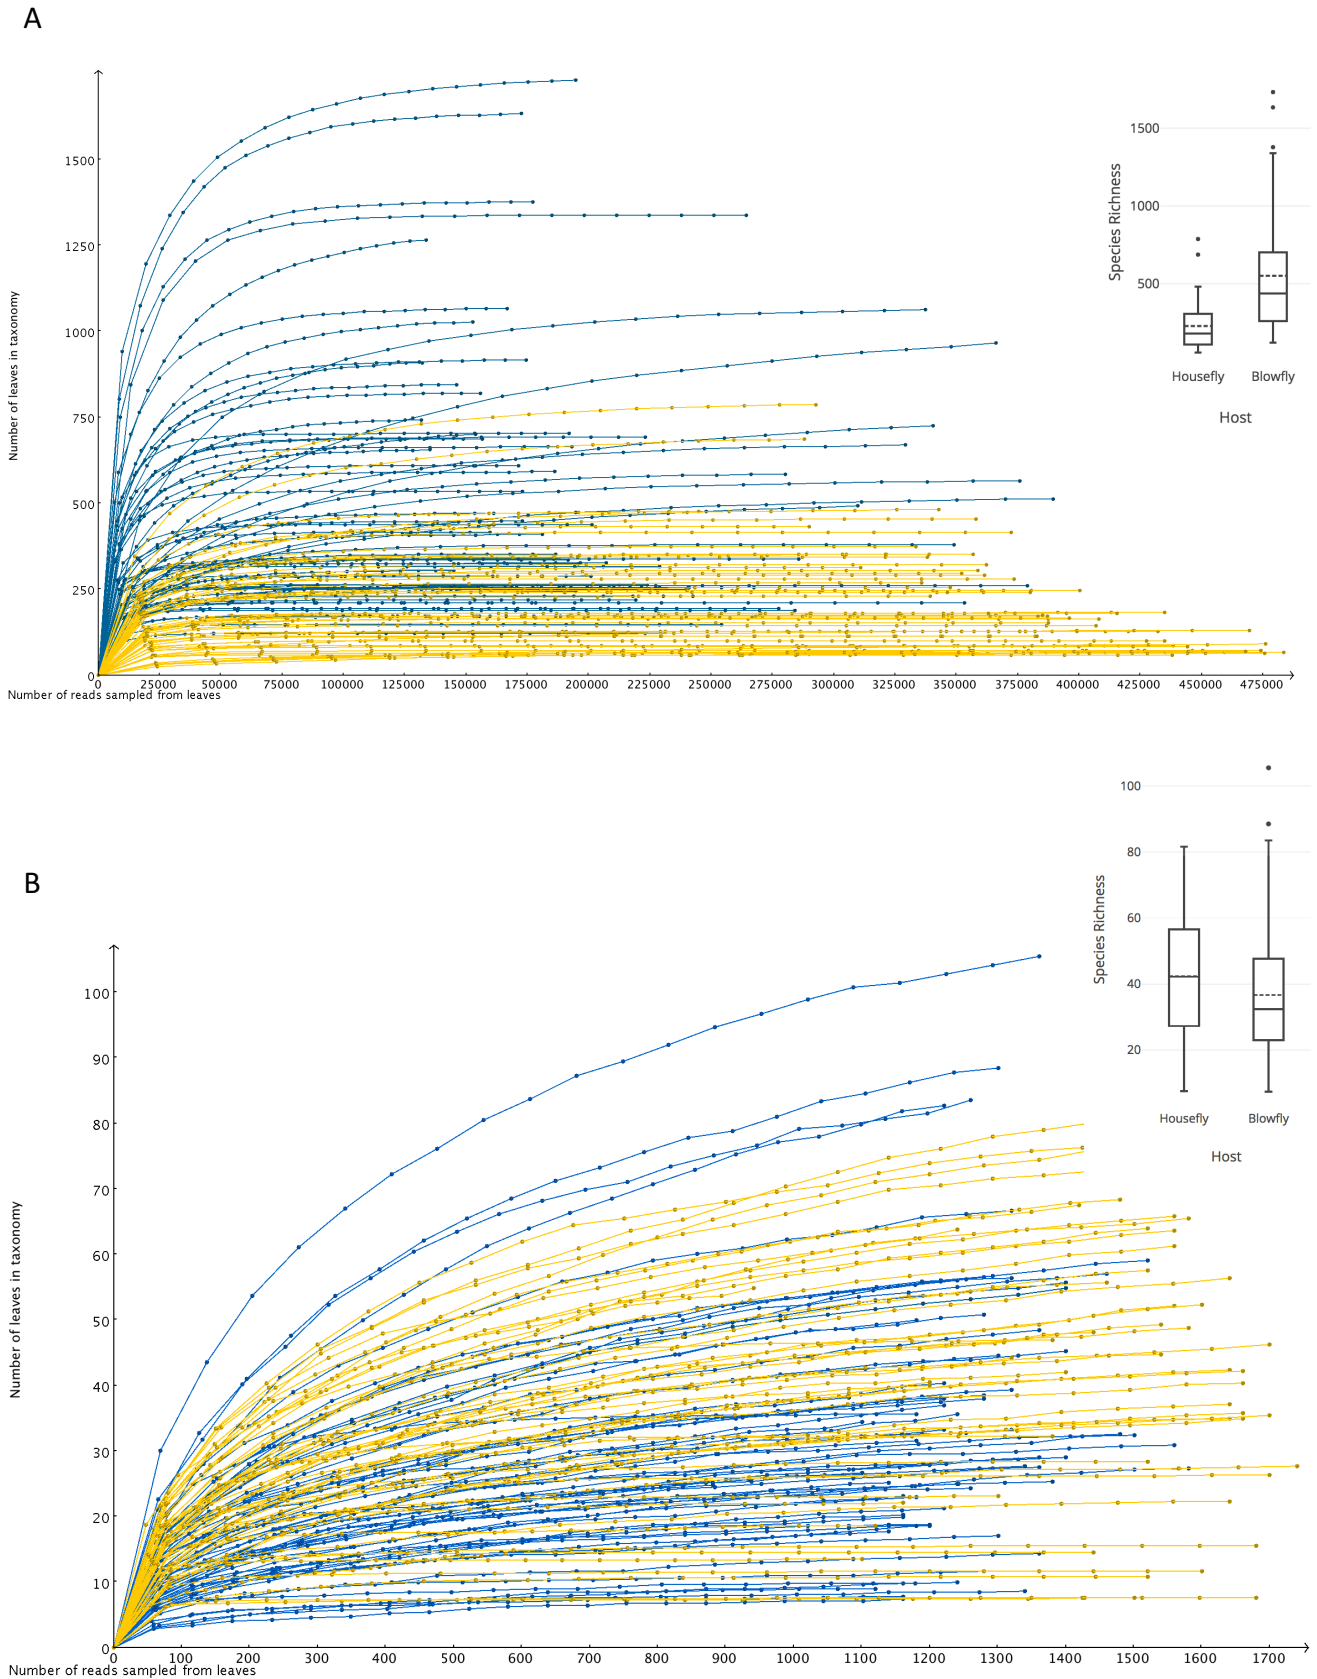 A
Number of leaves in taxonomy
1500
1250
1000
750
500
250
0
25000 50000 75000 100000 125000 150000 175000 200000 225000 250000 275000 300000 325000 350000 375000 400000 425000 450000 475000
Number of reads sampled from leaves
Species Richness
1500
1000
500
Housefly Blowfly
Host
B
Number of leaves in taxonomy
100
90
80
70
60
50
40
30
20
10
0
0 100 200 300 400 500 600 700 800 900 1000 1100 1200 1300 1400 1500 1600 1700
Number of reads sampled from leaves
Species Richness
100
80
60
40
20
Housefly Blowfly
Host